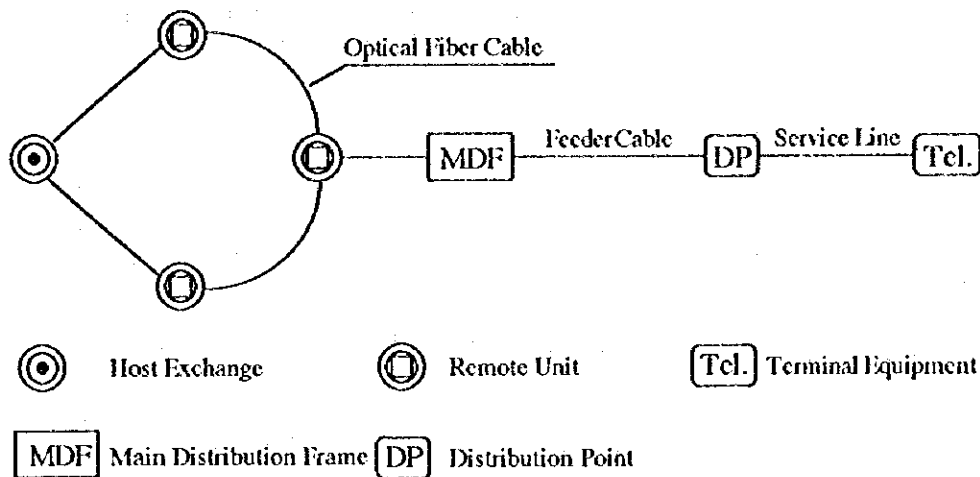 Optical Fiber Cable
MDF
Feeder Cable
DP
Service Line
Tel.
Host Exchange
Remote Unit
Tel. Terminal Equipment
MDF Main Distribution Frame
DP Distribution Point